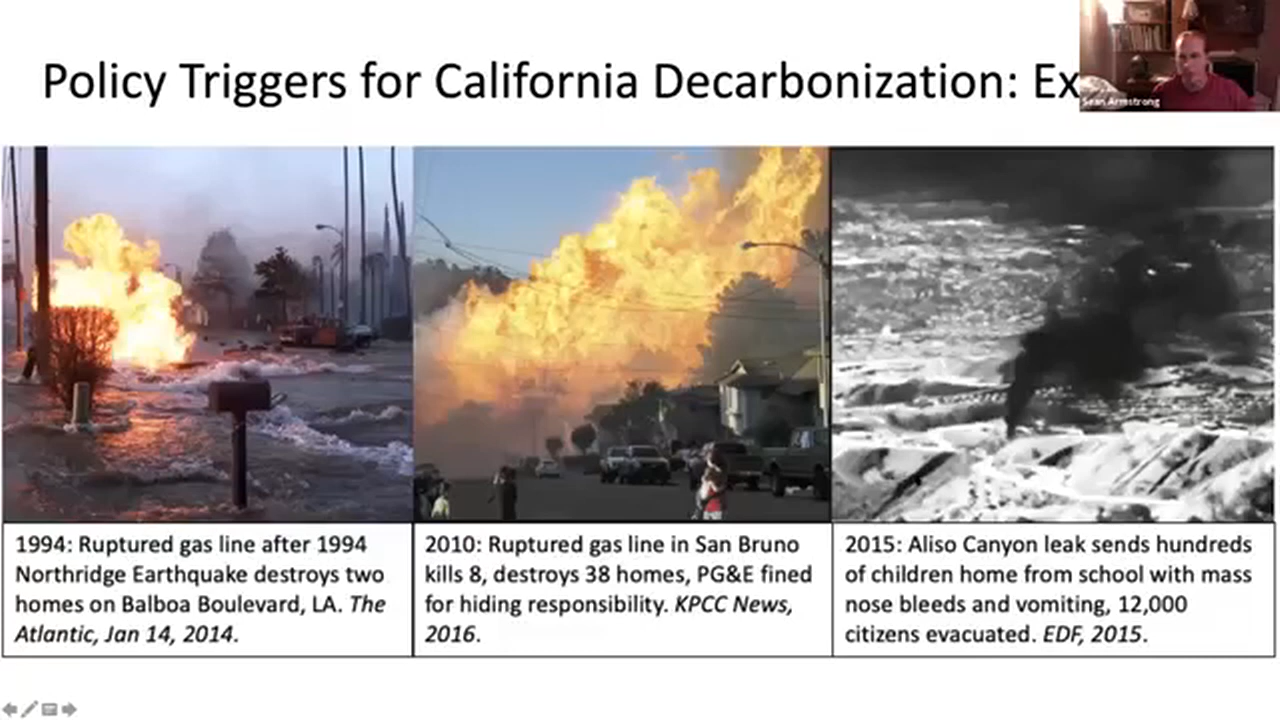 Policy Triggers for California Decarbonization: Ex
Sean Armstrong
1994: Ruptured gas line after 1994
Northridge Earthquake destroys two
homes on Balboa Boulevard, LA. The
Atlantic, Jan 14, 2014.
2010: Ruptured gas line in San Bruno
kills 8, destroys 38 homes, PG&E fined
for hiding responsibility. KPCC News,
2016.
2015: Aliso Canyon leak sends hundreds
of children home from school with mass
nose bleeds and vomiting, 12,000
citizens evacuated. EDF, 2015.